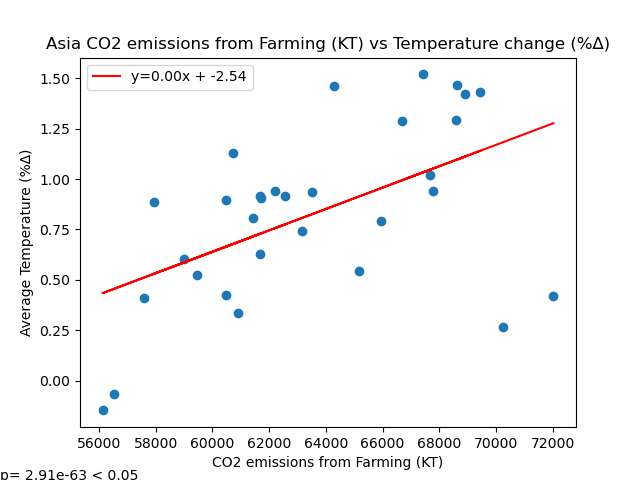 Asia CO2 emissions from Farming (KT) vs Temperature change (%Δ)
y=0.00x + -2.54
Average Temperature (%Δ)
1.50
1.25
1.00
0.75
0.50
0.25
0.00
56000 58000 60000 62000 64000 66000 68000 70000 72000
CO2 emissions from Farming (KT)
p= 2.91e-63 < 0.05